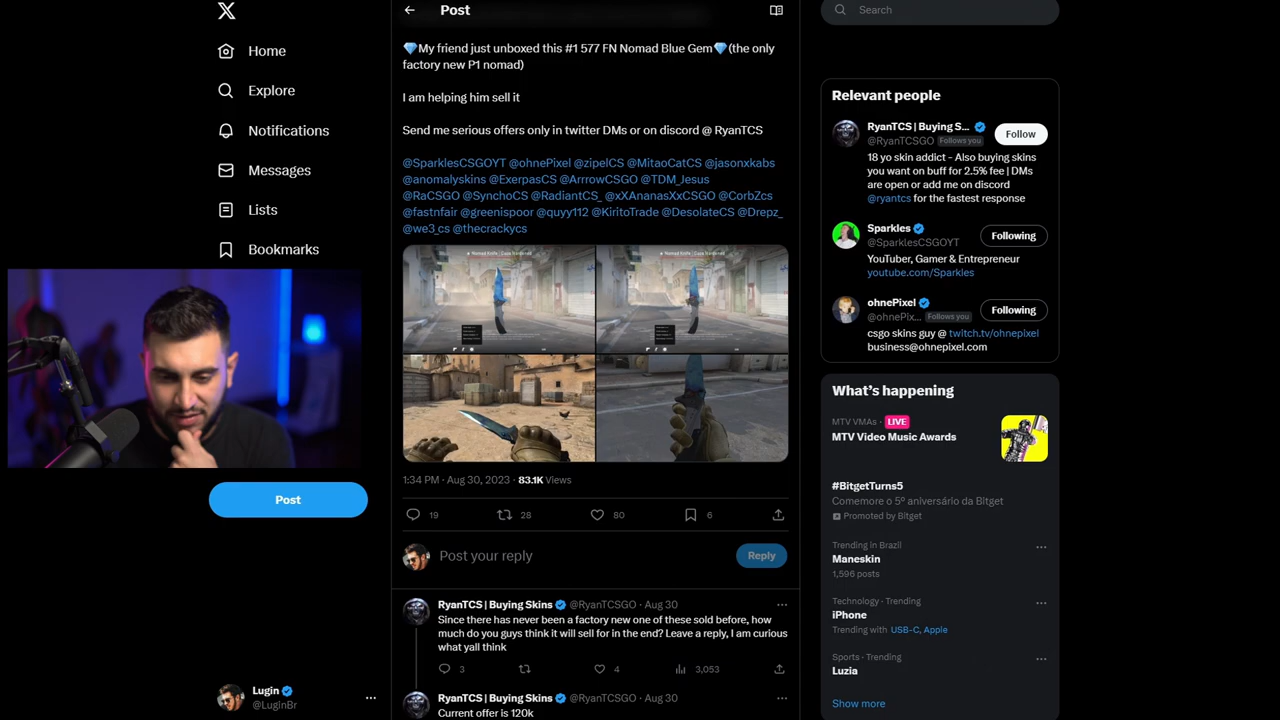 Home
Explore
Notifications
Messages
Lists
Bookmarks
Post
Lugin
@LuginBr
Post
💎My friend just unboxed this #1 577 FN Nomad Blue Gem💎(the only
factory new P1 nomad)
I am helping him sell it
Send me serious offers only in twitter DMs or on discord @ RyanTCS
@SparklesCSGOYT @ohnePixel @zipelCS @MitaoCatCS @jasonxkabs
@anomalyskins @ExerpasCS @ArrrowCSGO @TDM_Jesus
@RaCSGO @SynchoCS @RadiantCS_ @xXAnanasXxCSGO @CorbZcs
@fastnfair @greenispoor @quyy112 @KiritoTrade @DesolateCS @Drepz_
@we3_cs @thecrackycs
1:34 PM · Aug 30, 2023 · 83.1K Views
19 28 80 6
Post your reply
Reply
RyanTCS | Buying Skins @RyanTCSGO · Aug 30
Since there has never been a factory new one of these sold before, how
much do you guys think it will sell for in the end? Leave a reply, I am curious
what yall think
3 4 3,053
RyanTCS | Buying Skins @RyanTCSGO · Aug 30
Current offer is 120k
Search
Relevant people
RyanTCS | Buying S...
@RyanTCSGO Follows you
Follow
18 yo skin addict - Also buying skins
you want on buff for 2.5% fee | DMs
are open or add me on discord
@ryantcs for the fastest response
Sparkles
@SparklesCSGOYT
Following
YouTuber, Gamer & Entrepreneur
youtube.com/Sparkles
ohnePixel
@ohnePix... Follows you
Following
csgo skins guy @ twitch.tv/ohnepixel
business@ohnepixel.com
What's happening
MTV VMAs · LIVE
MTV Video Music Awards
#BitgetTurns5
Comemore o 5º aniversário da Bitget
Promoted by Bitget
Trending in Brazil
Maneskin
1,596 posts
Technology · Trending
iPhone
Trending with USB-C, Apple
Sports · Trending
Luzia
Show more